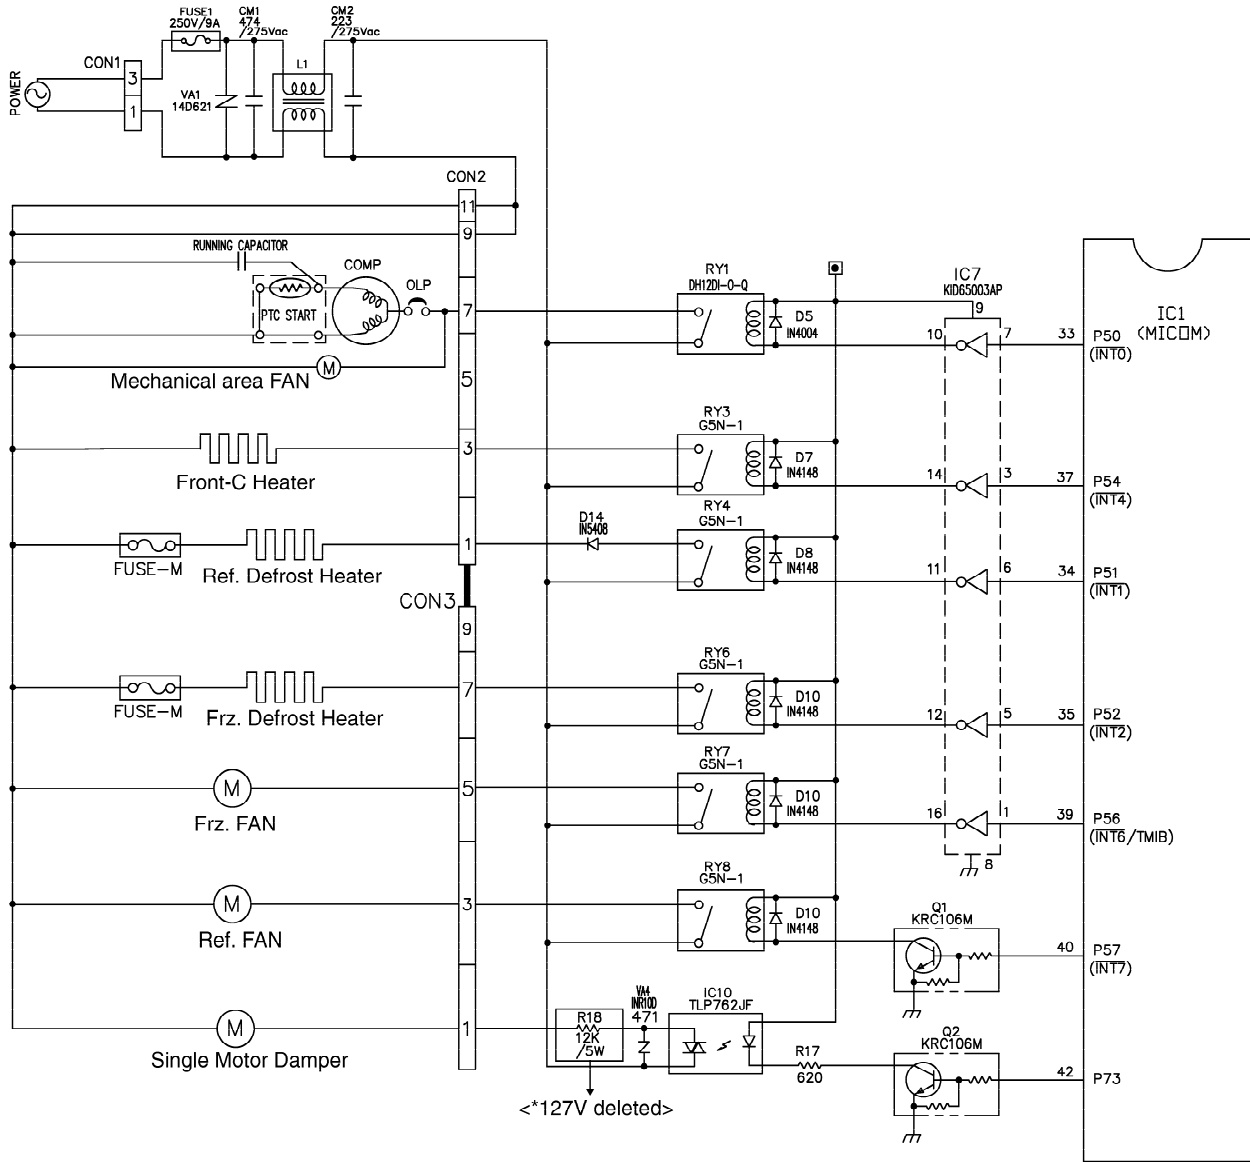 FUSE1
250V/9A
CM1
474
/275Vac
CM2
223
/275Vac
CON1
3
1
POWER
VA1
14D621
L1
CON2
11
9
RUNNING CAPACITOR
COMP
OLP
PTC START
7
M
Mechanical area FAN
5
RY1
DH12DI-O-Q
D5
IN4004
IC7
KID65003AP
9
10
7
33
P50
(INT0)
IC1
(MICOM)
Front-C Heater
3
RY3
G5N-1
D7
IN4148
14
3
37
P54
(INT4)
FUSE-M
Ref. Defrost Heater
1
D14
IN5408
RY4
G5N-1
D8
IN4148
11
6
34
P51
(INT1)
CON3
9
FUSE-M
Frz. Defrost Heater
7
RY6
G5N-1
D10
IN4148
12
5
35
P52
(INT2)
M
Frz. FAN
5
RY7
G5N-1
D10
IN4148
16
1
39
P56
(INT6/TMIB)
8
M
Ref. FAN
3
RY8
G5N-1
D10
IN4148
Q1
KRC106M
40
P57
(INT7)
M
Single Motor Damper
1
R18
12K
/5W
VA4
INR10D
471
IC10
TLP762JF
R17
620
Q2
KRC106M
42
P73
<*127V deleted>